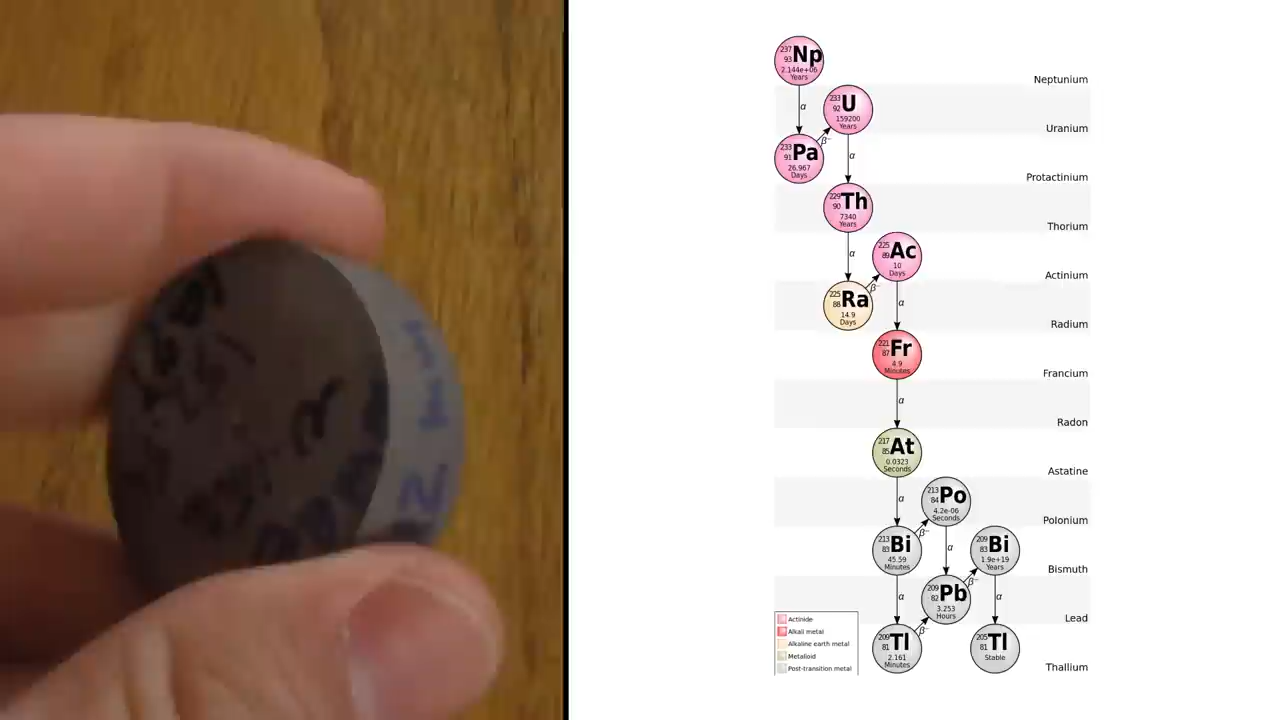 237
93 Np
2.144e+06
Years
Neptunium
α
233
92 U
159200
Years
Uranium
β⁻
233
91 Pa
26.967
Days
α
Protactinium
229
90 Th
7340
Years
Thorium
α
225
89 Ac
10
Days
Actinium
β⁻
225
88 Ra
14.9
Days
α
Radium
221
87 Fr
4.9
Minutes
Francium
α
Radon
217
85 At
0.0323
Seconds
Astatine
α
213
84 Po
4.2e-06
Seconds
Polonium
β⁻
213
83 Bi
45.59
Minutes
α
209
83 Bi
1.9e+19
Years
Bismuth
β⁻
α
209
82 Pb
3.253
Hours
α
Lead
β⁻
209
81 Tl
2.161
Minutes
205
81 Tl
Stable
Thallium
Actinide
Alkali metal
Alkaline earth metal
Metalloid
Post-transition metal